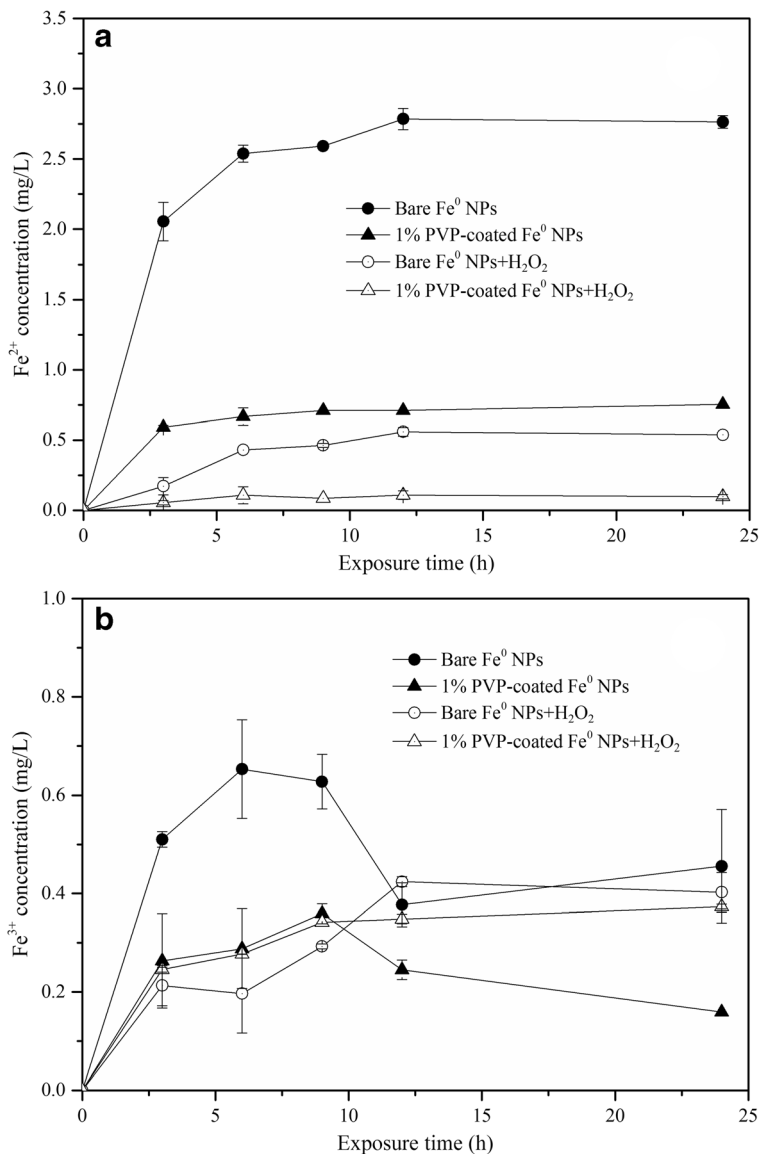 a
3.5
3.0
2.5
2.0
1.5
1.0
0.5
0.0
Fe²⁺ concentration (mg/L)
Bare Fe⁰ NPs
1% PVP-coated Fe⁰ NPs
Bare Fe⁰ NPs+H₂O₂
1% PVP-coated Fe⁰ NPs+H₂O₂
0 5 10 15 20 25
Exposure time (h)
b
1.0
0.8
0.6
0.4
0.2
0.0
Fe³⁺ concentration (mg/L)
Bare Fe⁰ NPs
1% PVP-coated Fe⁰ NPs
Bare Fe⁰ NPs+H₂O₂
1% PVP-coated Fe⁰ NPs+H₂O₂
0 5 10 15 20 25
Exposure time (h)